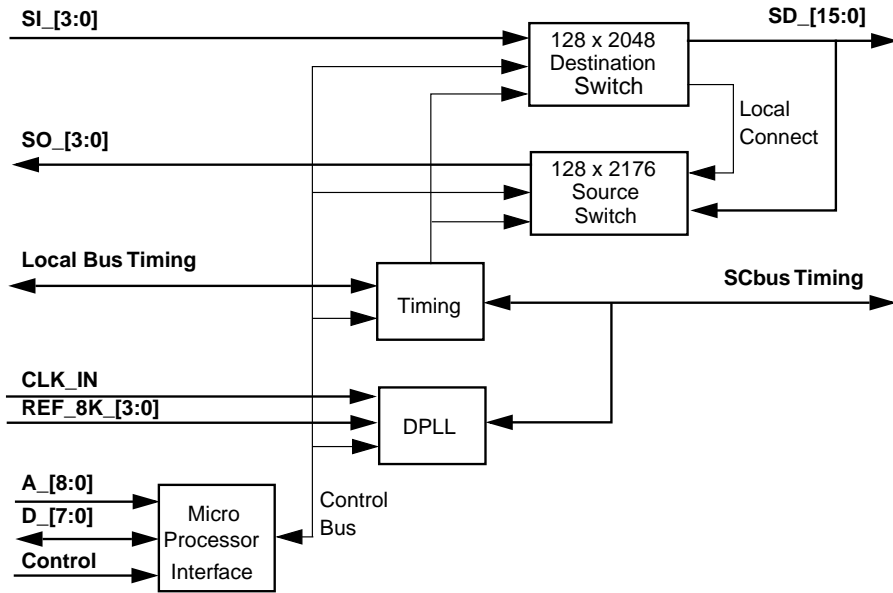 SI_[3:0]
SD_[15:0]
128 x 2048
Destination
Switch
Local
Connect
SO_[3:0]
128 x 2176
Source
Switch
Local Bus Timing
SCbus Timing
Timing
CLK_IN
REF_8K_[3:0]
DPLL
A_[8:0]
D_[7:0]
Control
Micro
Processor
Interface
Control
Bus